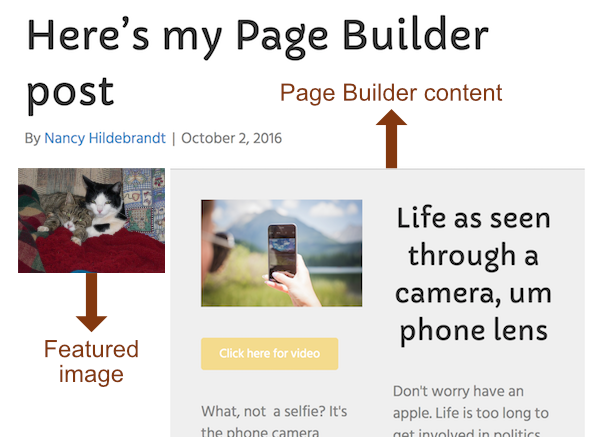 Here's my Page Builder
post
Page Builder content
By Nancy Hildebrandt | October 2, 2016
Featured
image
Life as seen
through a
camera, um
phone lens
Click here for video
What, not a selfie? It's
the phone camera
Don't worry have an
apple. Life is too long to
get involved in politics